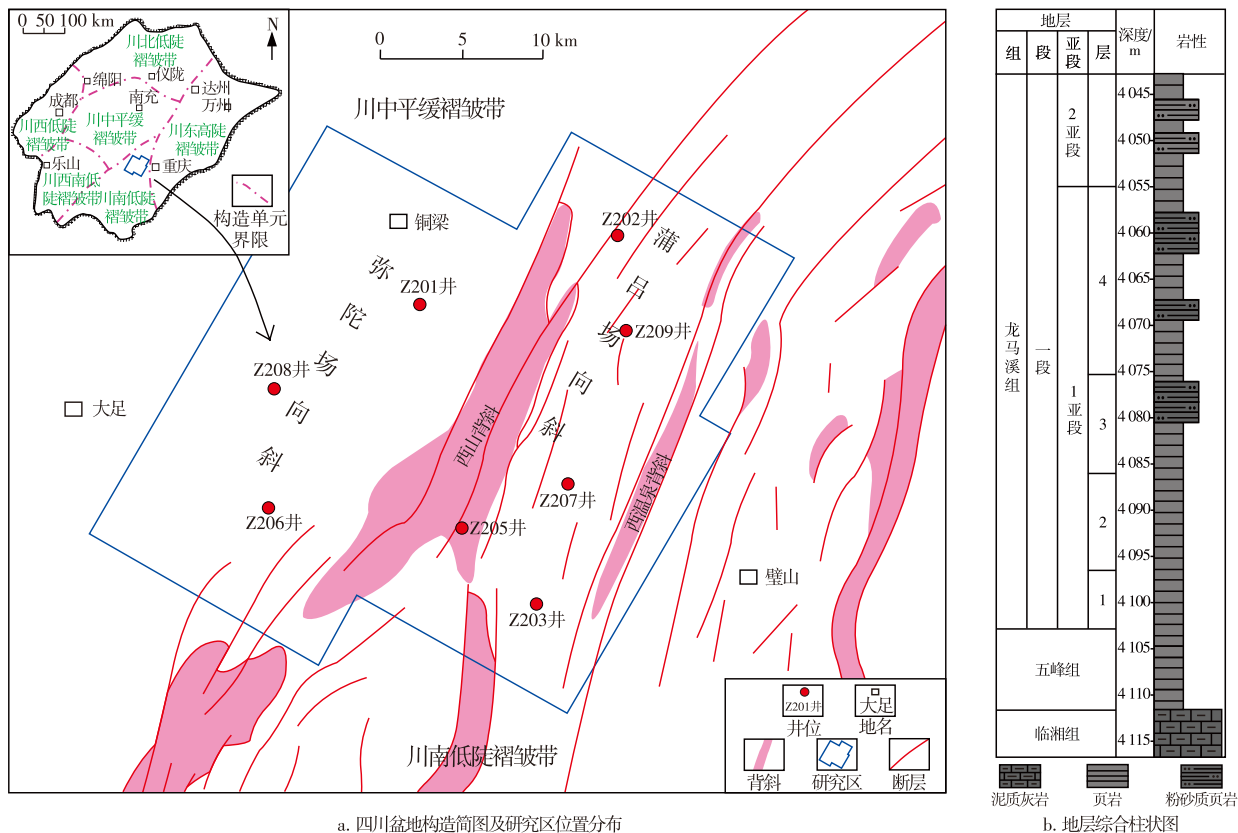 0 50 100 km
N
川北低陡
褶皱带
绵阳
仪陇
达州
万州
成都
南充
川西低陡
褶皱带
川中平缓
褶皱带
川东高陡
褶皱带
乐山
重庆
川西南低
陡褶皱带
川南低陡
褶皱带
构造单元
界限
0 5 10 km
川中平缓褶皱带
铜梁
大足
璧山
弥陀场向斜
蒲吕场向斜
西山背斜
西温泉背斜
Z202井
Z201井
Z209井
Z208井
Z207井
Z206井
Z205井
Z203井
川南低陡褶皱带
Z201井
井位
大足
地名
背斜
研究区
断层
a. 四川盆地构造简图及研究区位置分布
地层
深度/
m
岩性
组
段
亚段
层
龙马溪组
一段
2亚段
1亚段
4
3
2
1
五峰组
临湘组
4 045
4 050
4 055
4 060
4 065
4 070
4 075
4 080
4 085
4 090
4 095
4 100
4 105
4 110
4 115
泥质灰岩
页岩
粉砂质页岩
b. 地层综合柱状图